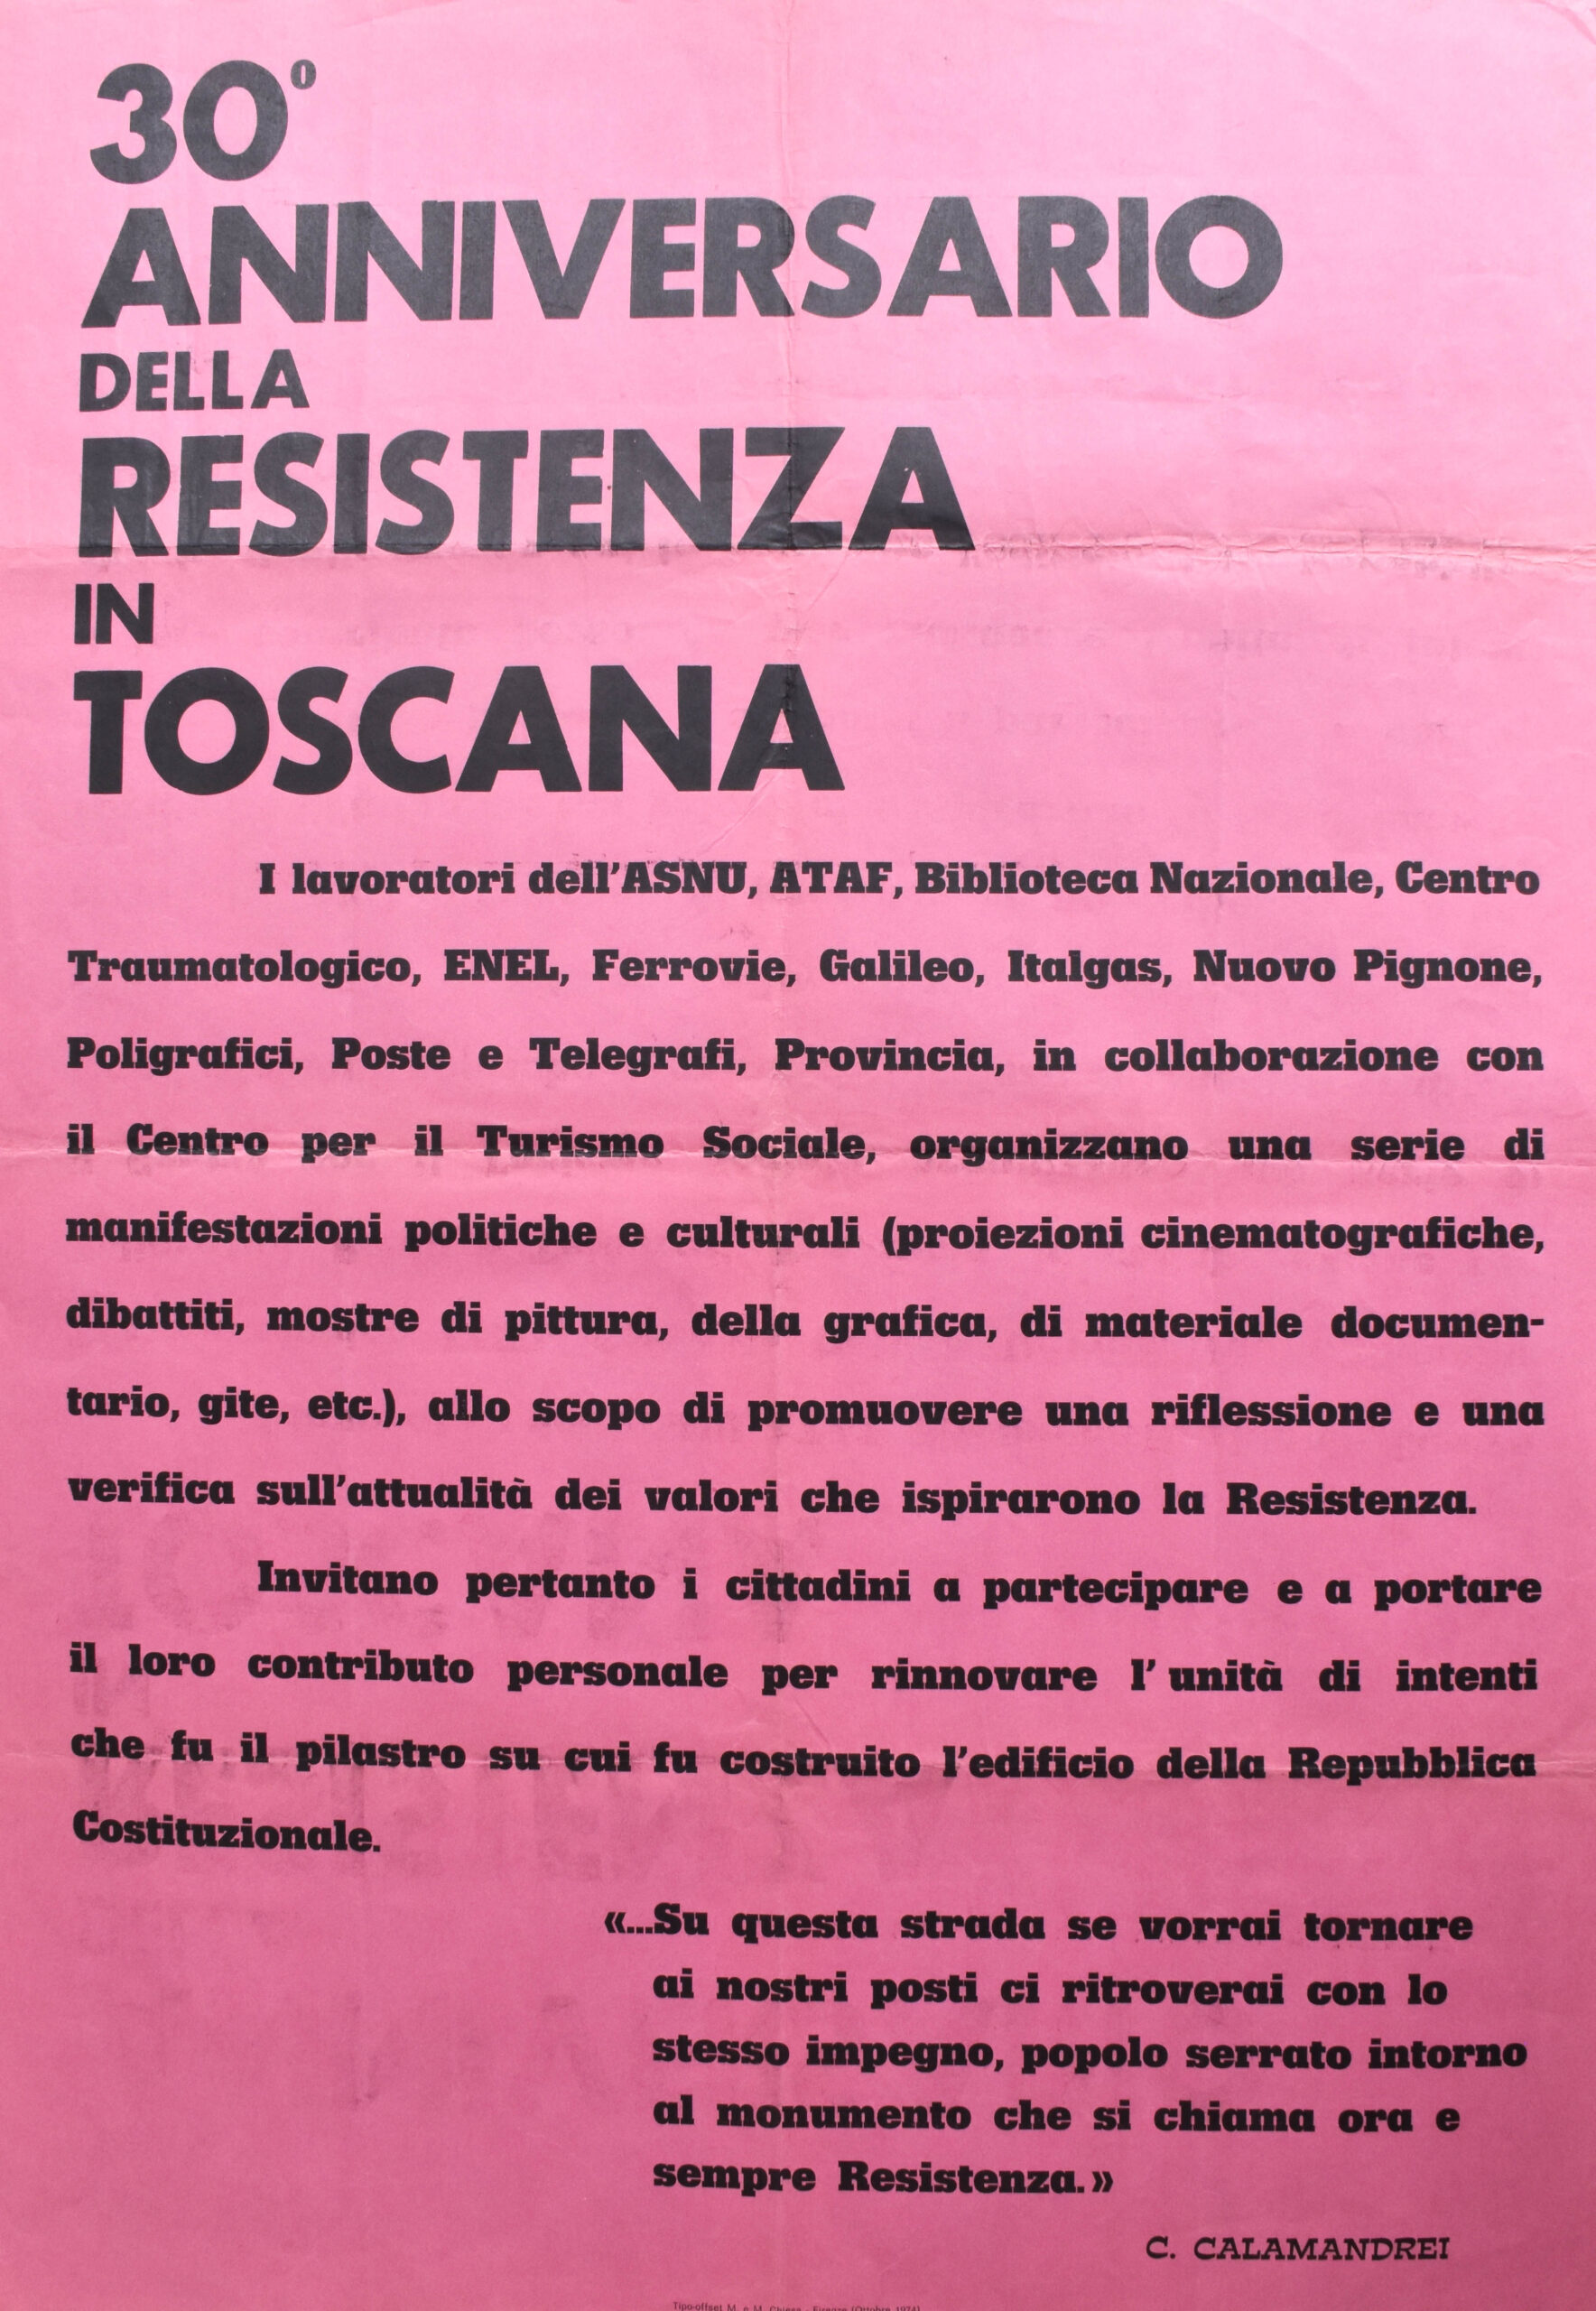 30º
ANNIVERSARIO
DELLA
RESISTENZA
IN
TOSCANA
I lavoratori dell'ASNU, ATAF, Biblioteca Nazionale, Centro
Traumatologico, ENEL, Ferrovie, Galileo, Italgas, Nuovo Pignone,
Poligrafici, Poste e Telegrafi, Provincia, in collaborazione con
il Centro per il Turismo Sociale, organizzano una serie di
manifestazioni politiche e culturali (proiezioni cinematografiche,
dibattiti, mostre di pittura, della grafica, di materiale documen-
tario, gite, etc.), allo scopo di promuovere una riflessione e una
verifica sull'attualità dei valori che ispirarono la Resistenza.
Invitano pertanto i cittadini a partecipare e a portare
il loro contributo personale per rinnovare l' unità di intenti
che fu il pilastro su cui fu costruito l'edificio della Repubblica
Costituzionale.
«...Su questa strada se vorrai tornare
ai nostri posti ci ritroverai con lo
stesso impegno, popolo serrato intorno
al monumento che si chiama ora e
sempre Resistenza.»
C. CALAMANDREI
Tipo-offset M. e M. - Firenze (Ottobre 1974)